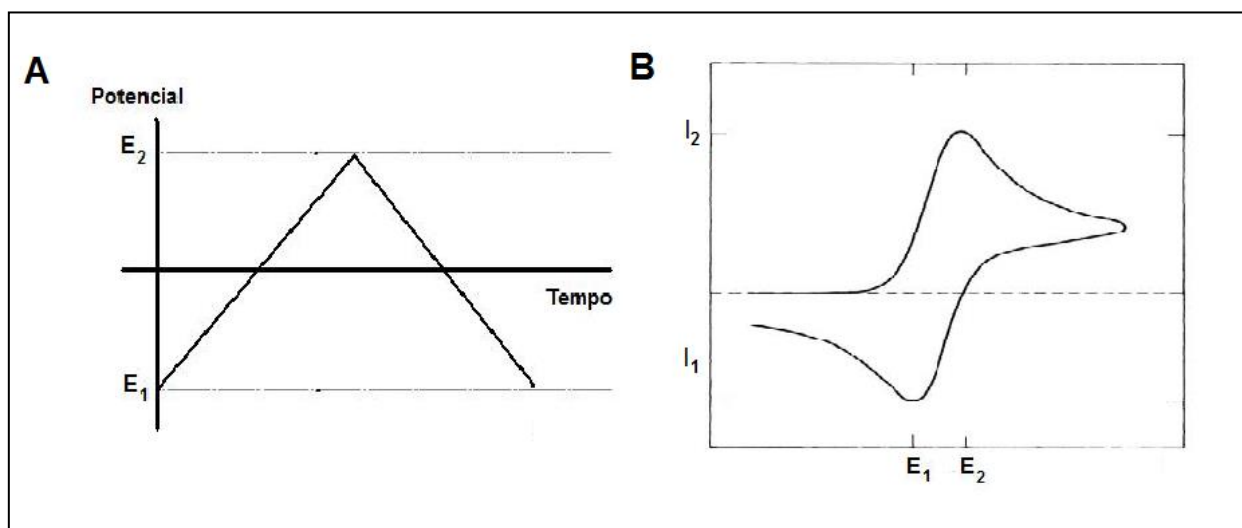 A
Potencial
E₂
Tempo
E₁
B
I₂
I₁
E₁ E₂